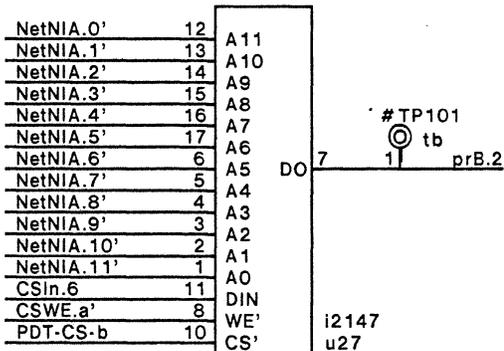 NetNIA.0' 12 A11
NetNIA.1' 13 A10
NetNIA.2' 14 A9
NetNIA.3' 15 A8
NetNIA.4' 16 A7
NetNIA.5' 17 A6
NetNIA.6' 6 A5 DO 7 1 prB.2
#TP101
tb
NetNIA.7' 5 A4
NetNIA.8' 4 A3
NetNIA.9' 3 A2
NetNIA.10' 2 A1
NetNIA.11' 1 A0
CSIn.6 11 DIN
CSWE.a' 8 WE' i2147
PDT-CS-b 10 CS' u27